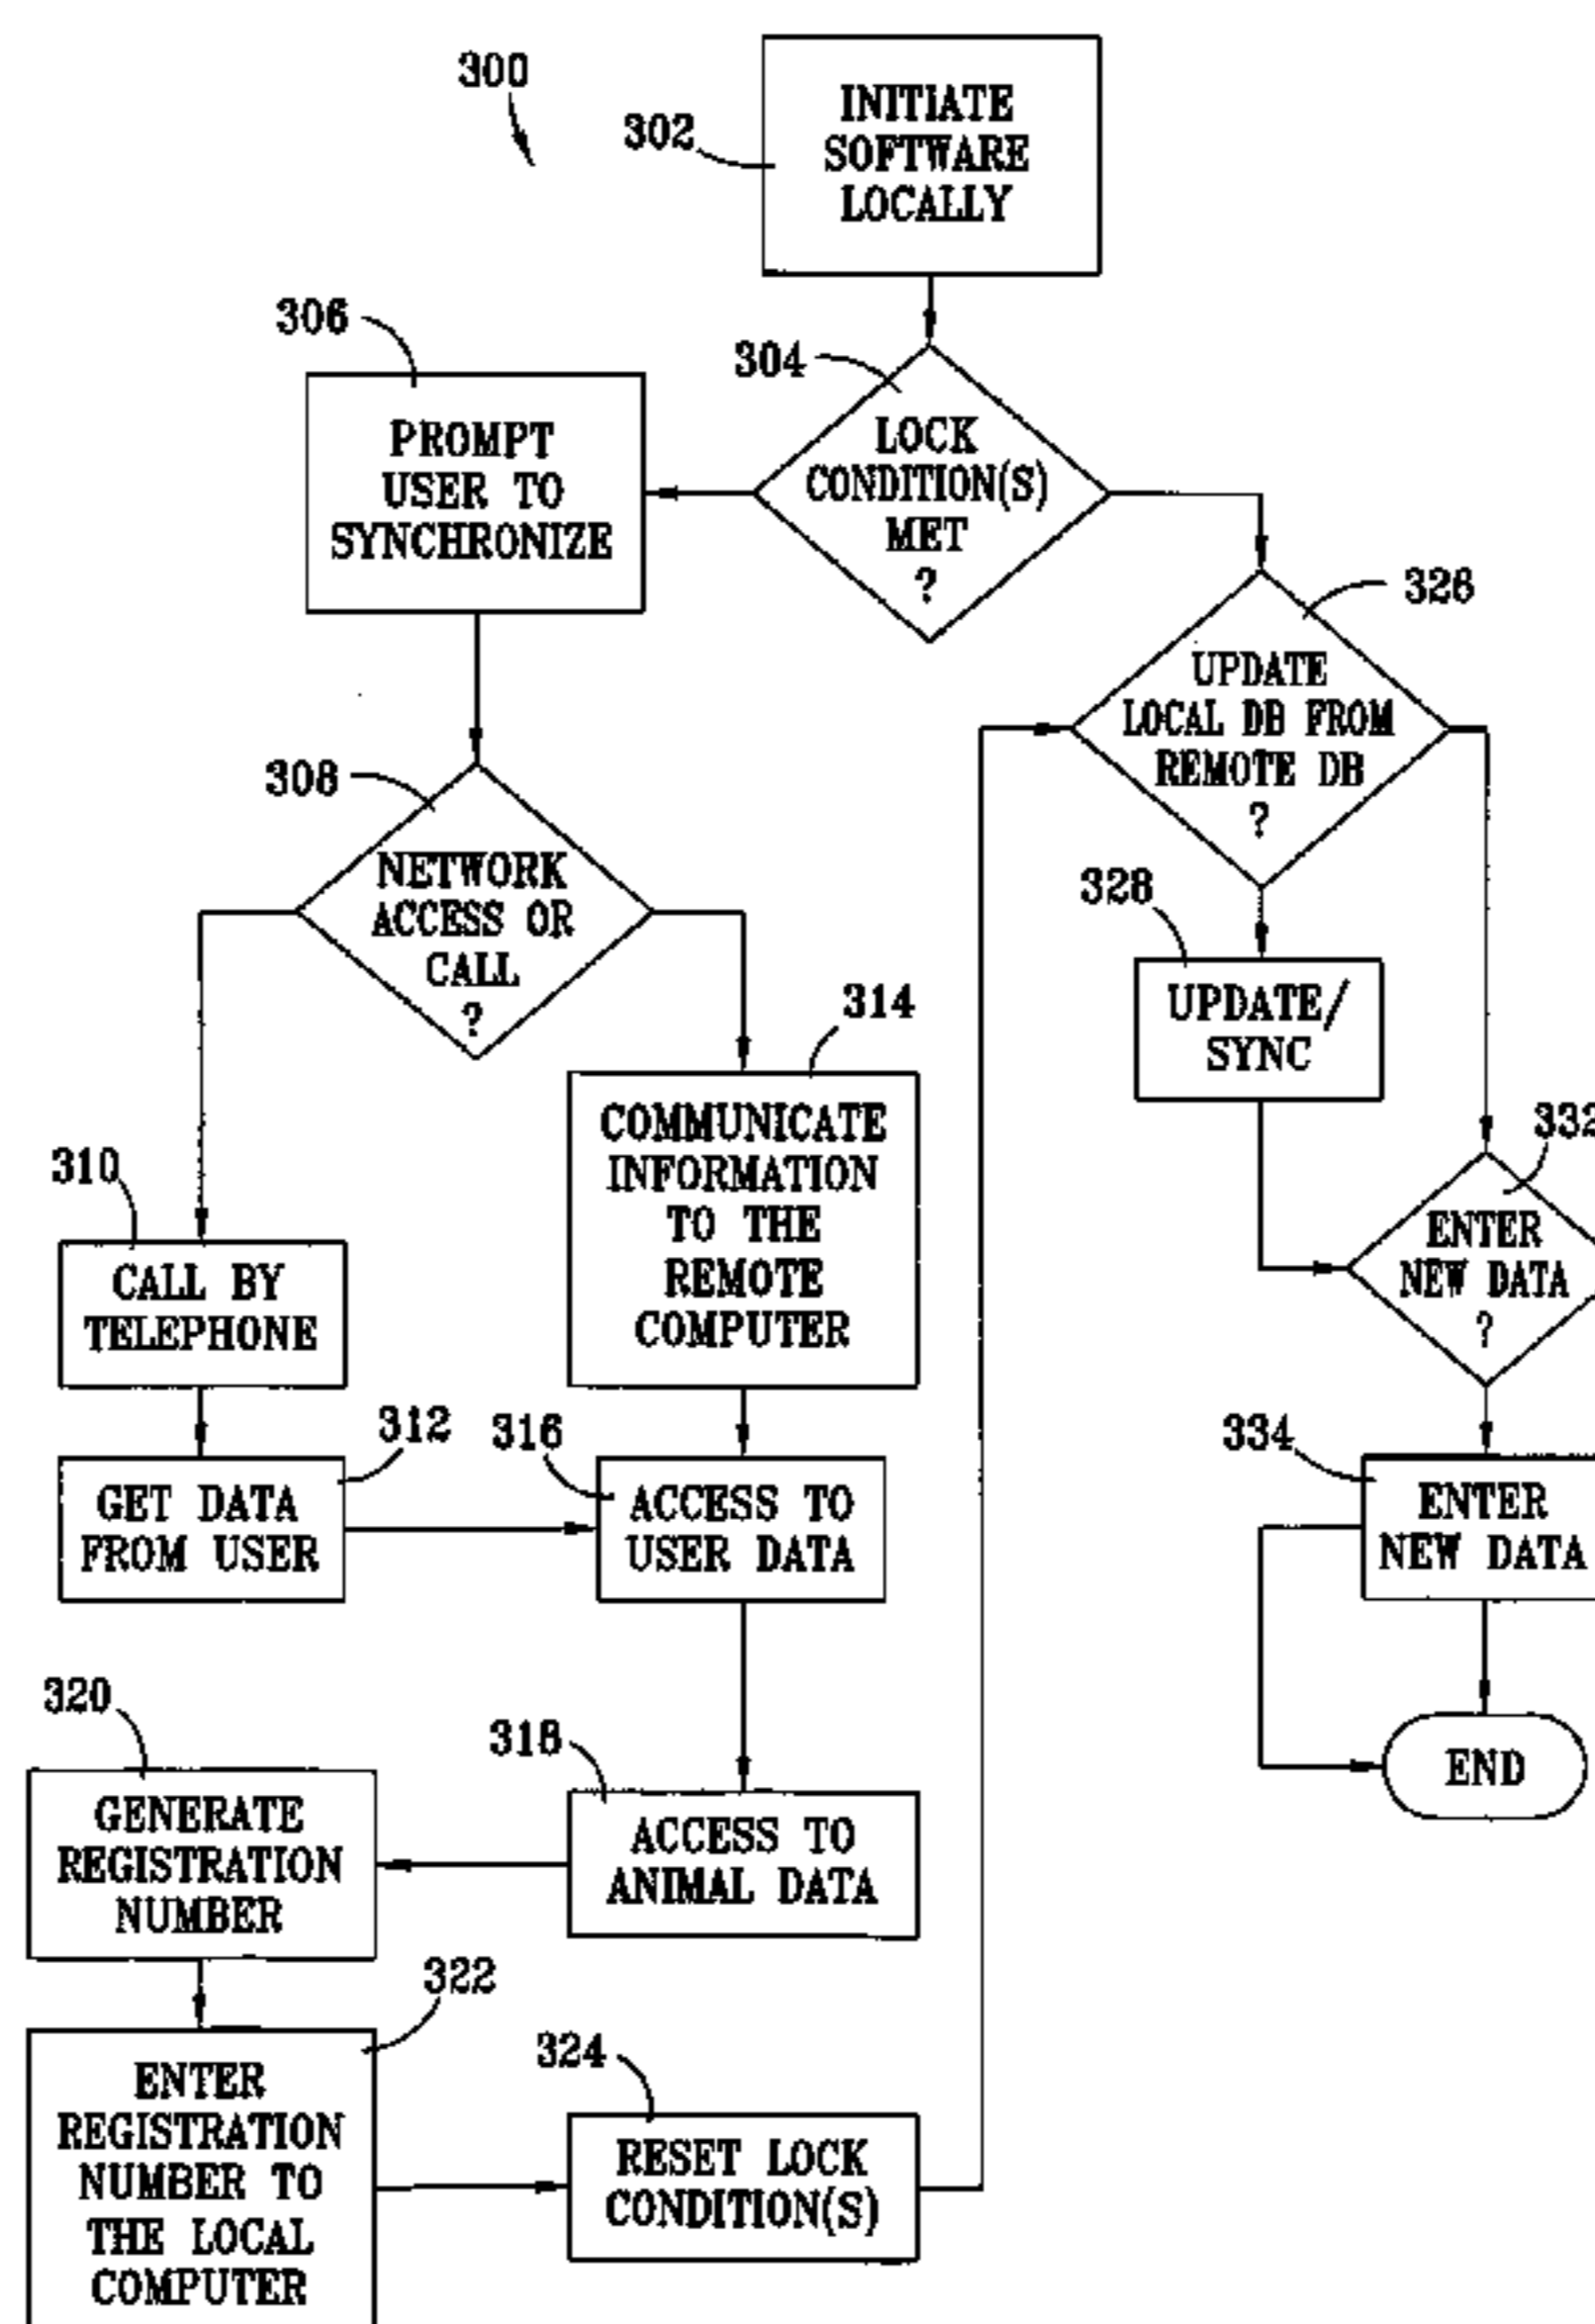 300
302
INITIATE
SOFTWARE
LOCALLY
306
304
PROMPT
USER TO
SYNCHRONIZE
LOCK
CONDITION(S)
MET
?
326
UPDATE
LOCAL DB FROM
REMOTE DB
?
308
NETWORK
ACCESS OR
CALL
?
328
UPDATE/
SYNC
314
COMMUNICATE
INFORMATION
TO THE
REMOTE
COMPUTER
332
ENTER
NEW DATA
?
310
CALL BY
TELEPHONE
312
GET DATA
FROM USER
316
ACCESS TO
USER DATA
334
ENTER
NEW DATA
END
318
ACCESS TO
ANIMAL DATA
320
GENERATE
REGISTRATION
NUMBER
322
ENTER
REGISTRATION
NUMBER TO
THE LOCAL
COMPUTER
324
RESET LOCK
CONDITION(S)